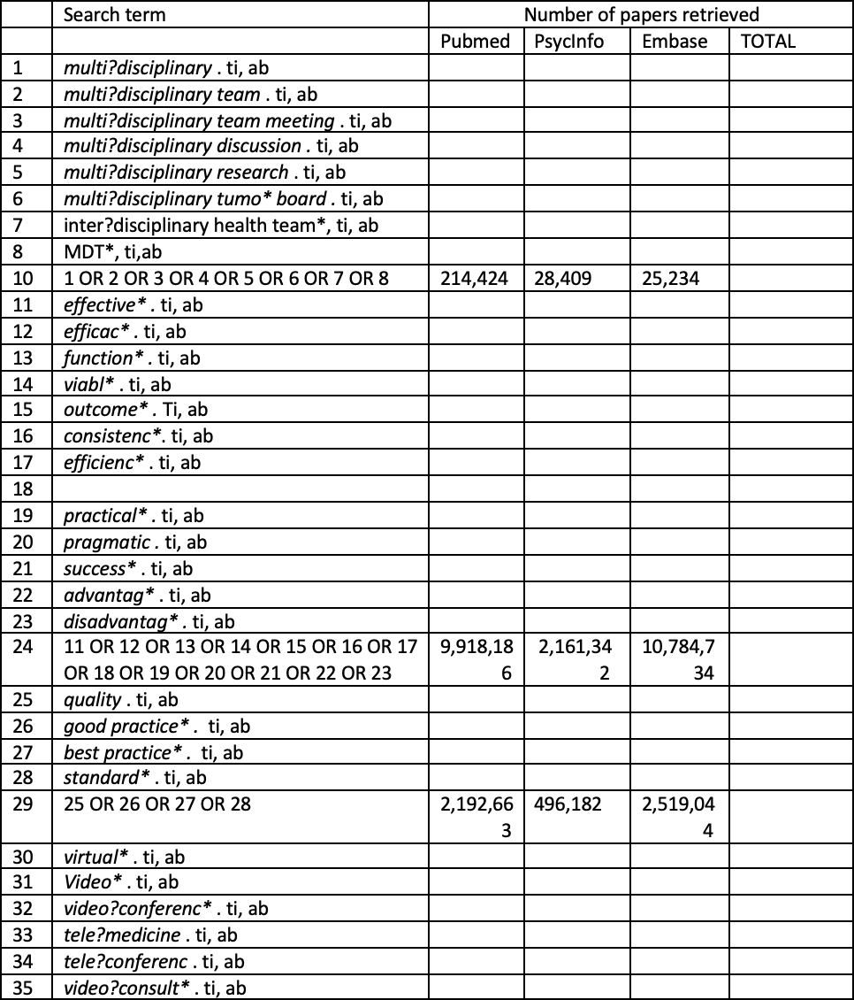 Search term Number of papers retrieved
Pubmed PsycInfo Embase TOTAL
1 multi?disciplinary . ti, ab
2 multi?disciplinary team . ti, ab
3 multi?disciplinary team meeting . ti, ab
4 multi?disciplinary discussion . ti, ab
5 multi?disciplinary research . ti, ab
6 multi?disciplinary tumo* board . ti, ab
7 inter?disciplinary health team*, ti, ab
8 MDT*, ti,ab
10 1 OR 2 OR 3 OR 4 OR 5 OR 6 OR 7 OR 8 214,424 28,409 25,234
11 effective* . ti, ab
12 efficac* . ti, ab
13 function* . ti, ab
14 viabl* . ti, ab
15 outcome* . Ti, ab
16 consistenc*. ti, ab
17 efficienc* . ti, ab
18
19 practical* . ti, ab
20 pragmatic . ti, ab
21 success* . ti, ab
22 advantag* . ti, ab
23 disadvantag* . ti, ab
24 11 OR 12 OR 13 OR 14 OR 15 OR 16 OR 17 9,918,18 2,161,34 10,784,7
OR 18 OR 19 OR 20 OR 21 OR 22 OR 23 6 2 34
25 quality . ti, ab
26 good practice* .  ti, ab
27 best practice* .  ti, ab
28 standard* . ti, ab
29 25 OR 26 OR 27 OR 28 2,192,66 496,182 2,519,04
3 4
30 virtual* . ti, ab
31 Video* . ti, ab
32 video?conferenc* . ti, ab
33 tele?medicine . ti, ab
34 tele?conferenc . ti, ab
35 video?consult* . ti, ab